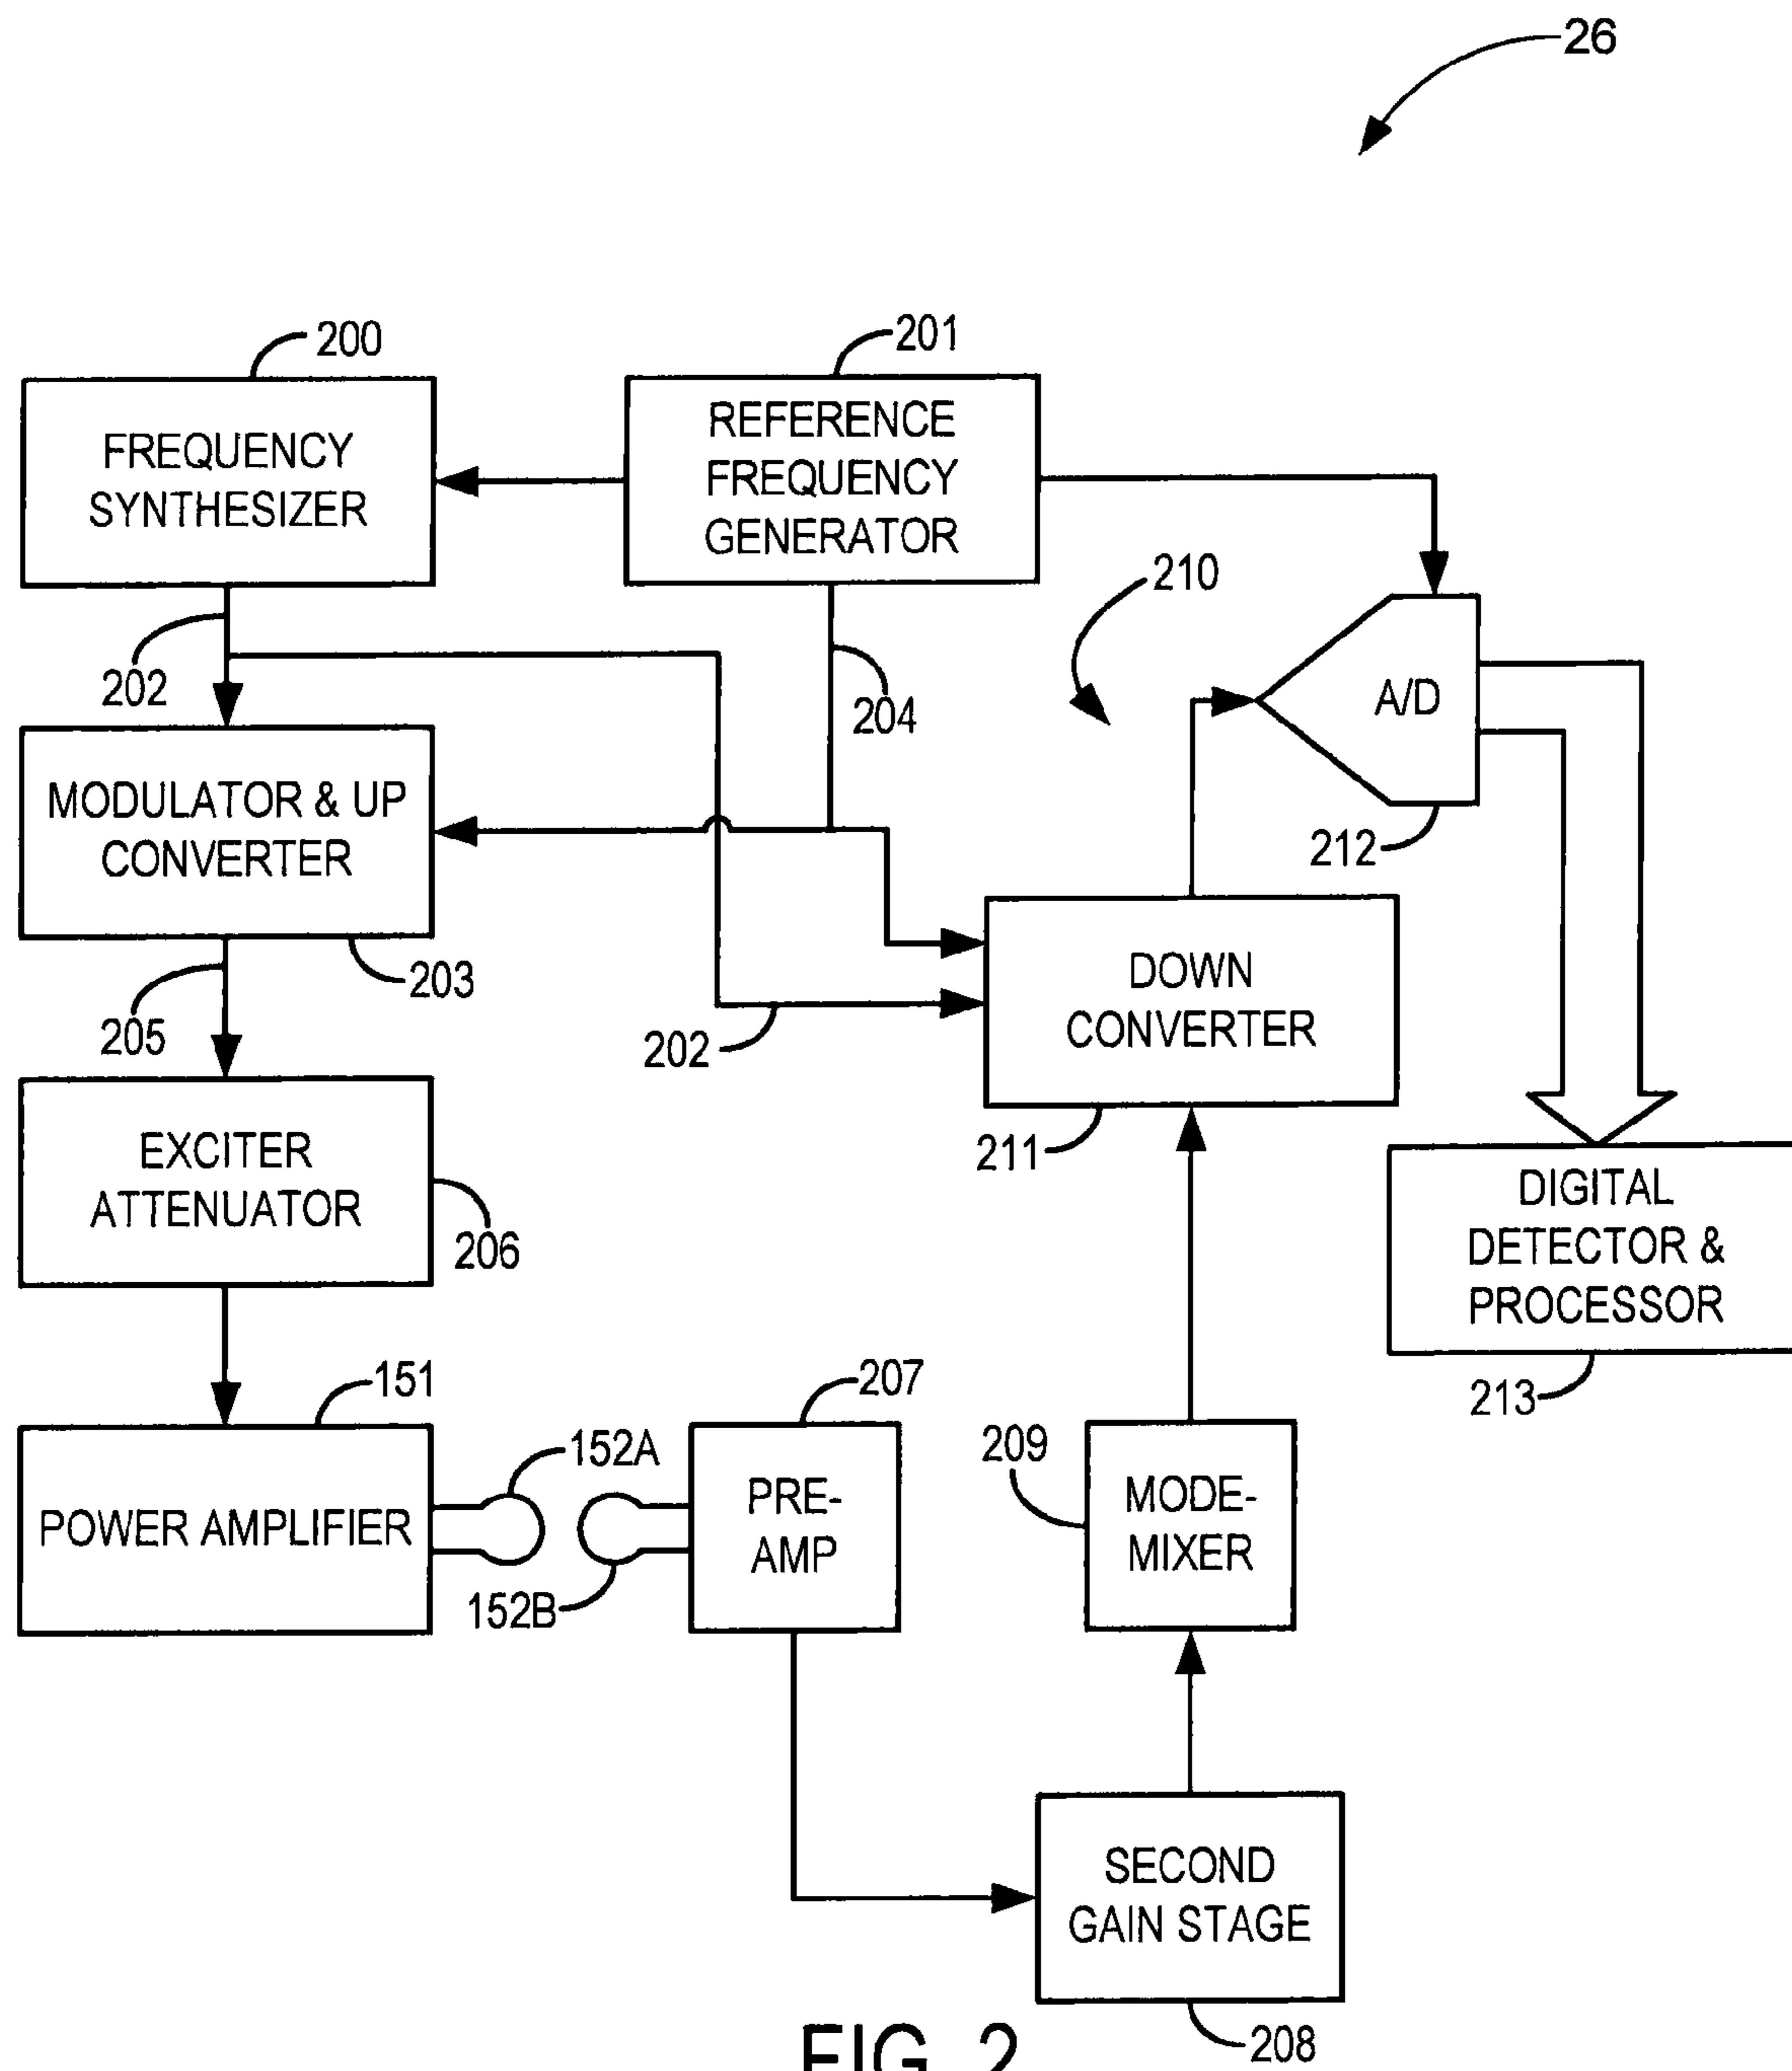 26
200
201
FREQUENCY
SYNTHESIZER
REFERENCE
FREQUENCY
GENERATOR
210
202
204
A/D
MODULATOR & UP
CONVERTER
212
203
205
202
DOWN
CONVERTER
211
EXCITER
ATTENUATOR
206
DIGITAL
DETECTOR &
PROCESSOR
213
151
207
152A
209
POWER AMPLIFIER
PRE-
AMP
MODE-
MIXER
152B
SECOND
GAIN STAGE
208
FIG. 2